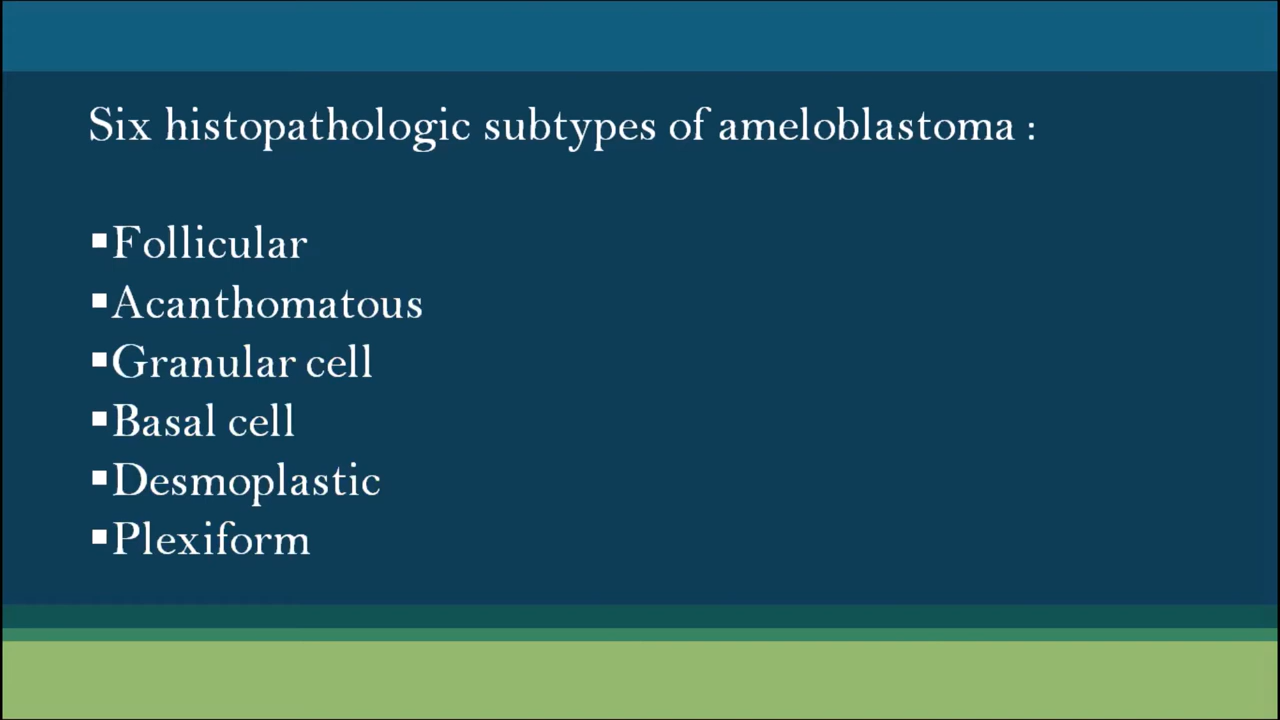 Six histopathologic subtypes of ameloblastoma :
▪Follicular
▪Acanthomatous
▪Granular cell
▪Basal cell
▪Desmoplastic
▪Plexiform